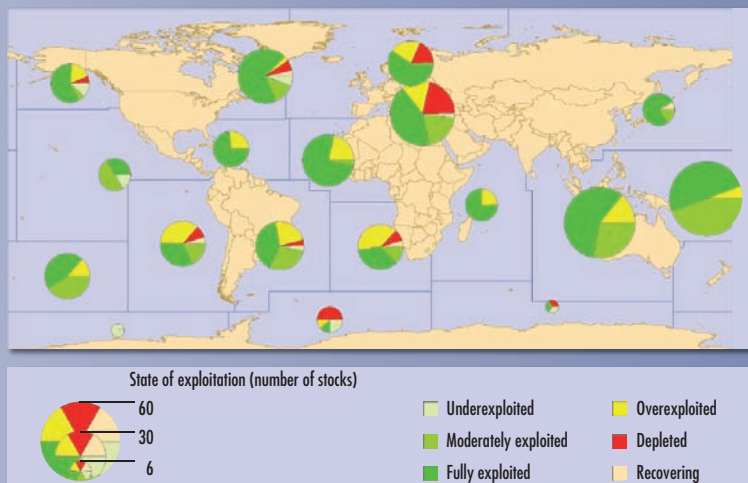 State of exploitation (number of stocks)
60
30
6
Underexploited
Moderately exploited
Fully exploited
Overexploited
Depleted
Recovering